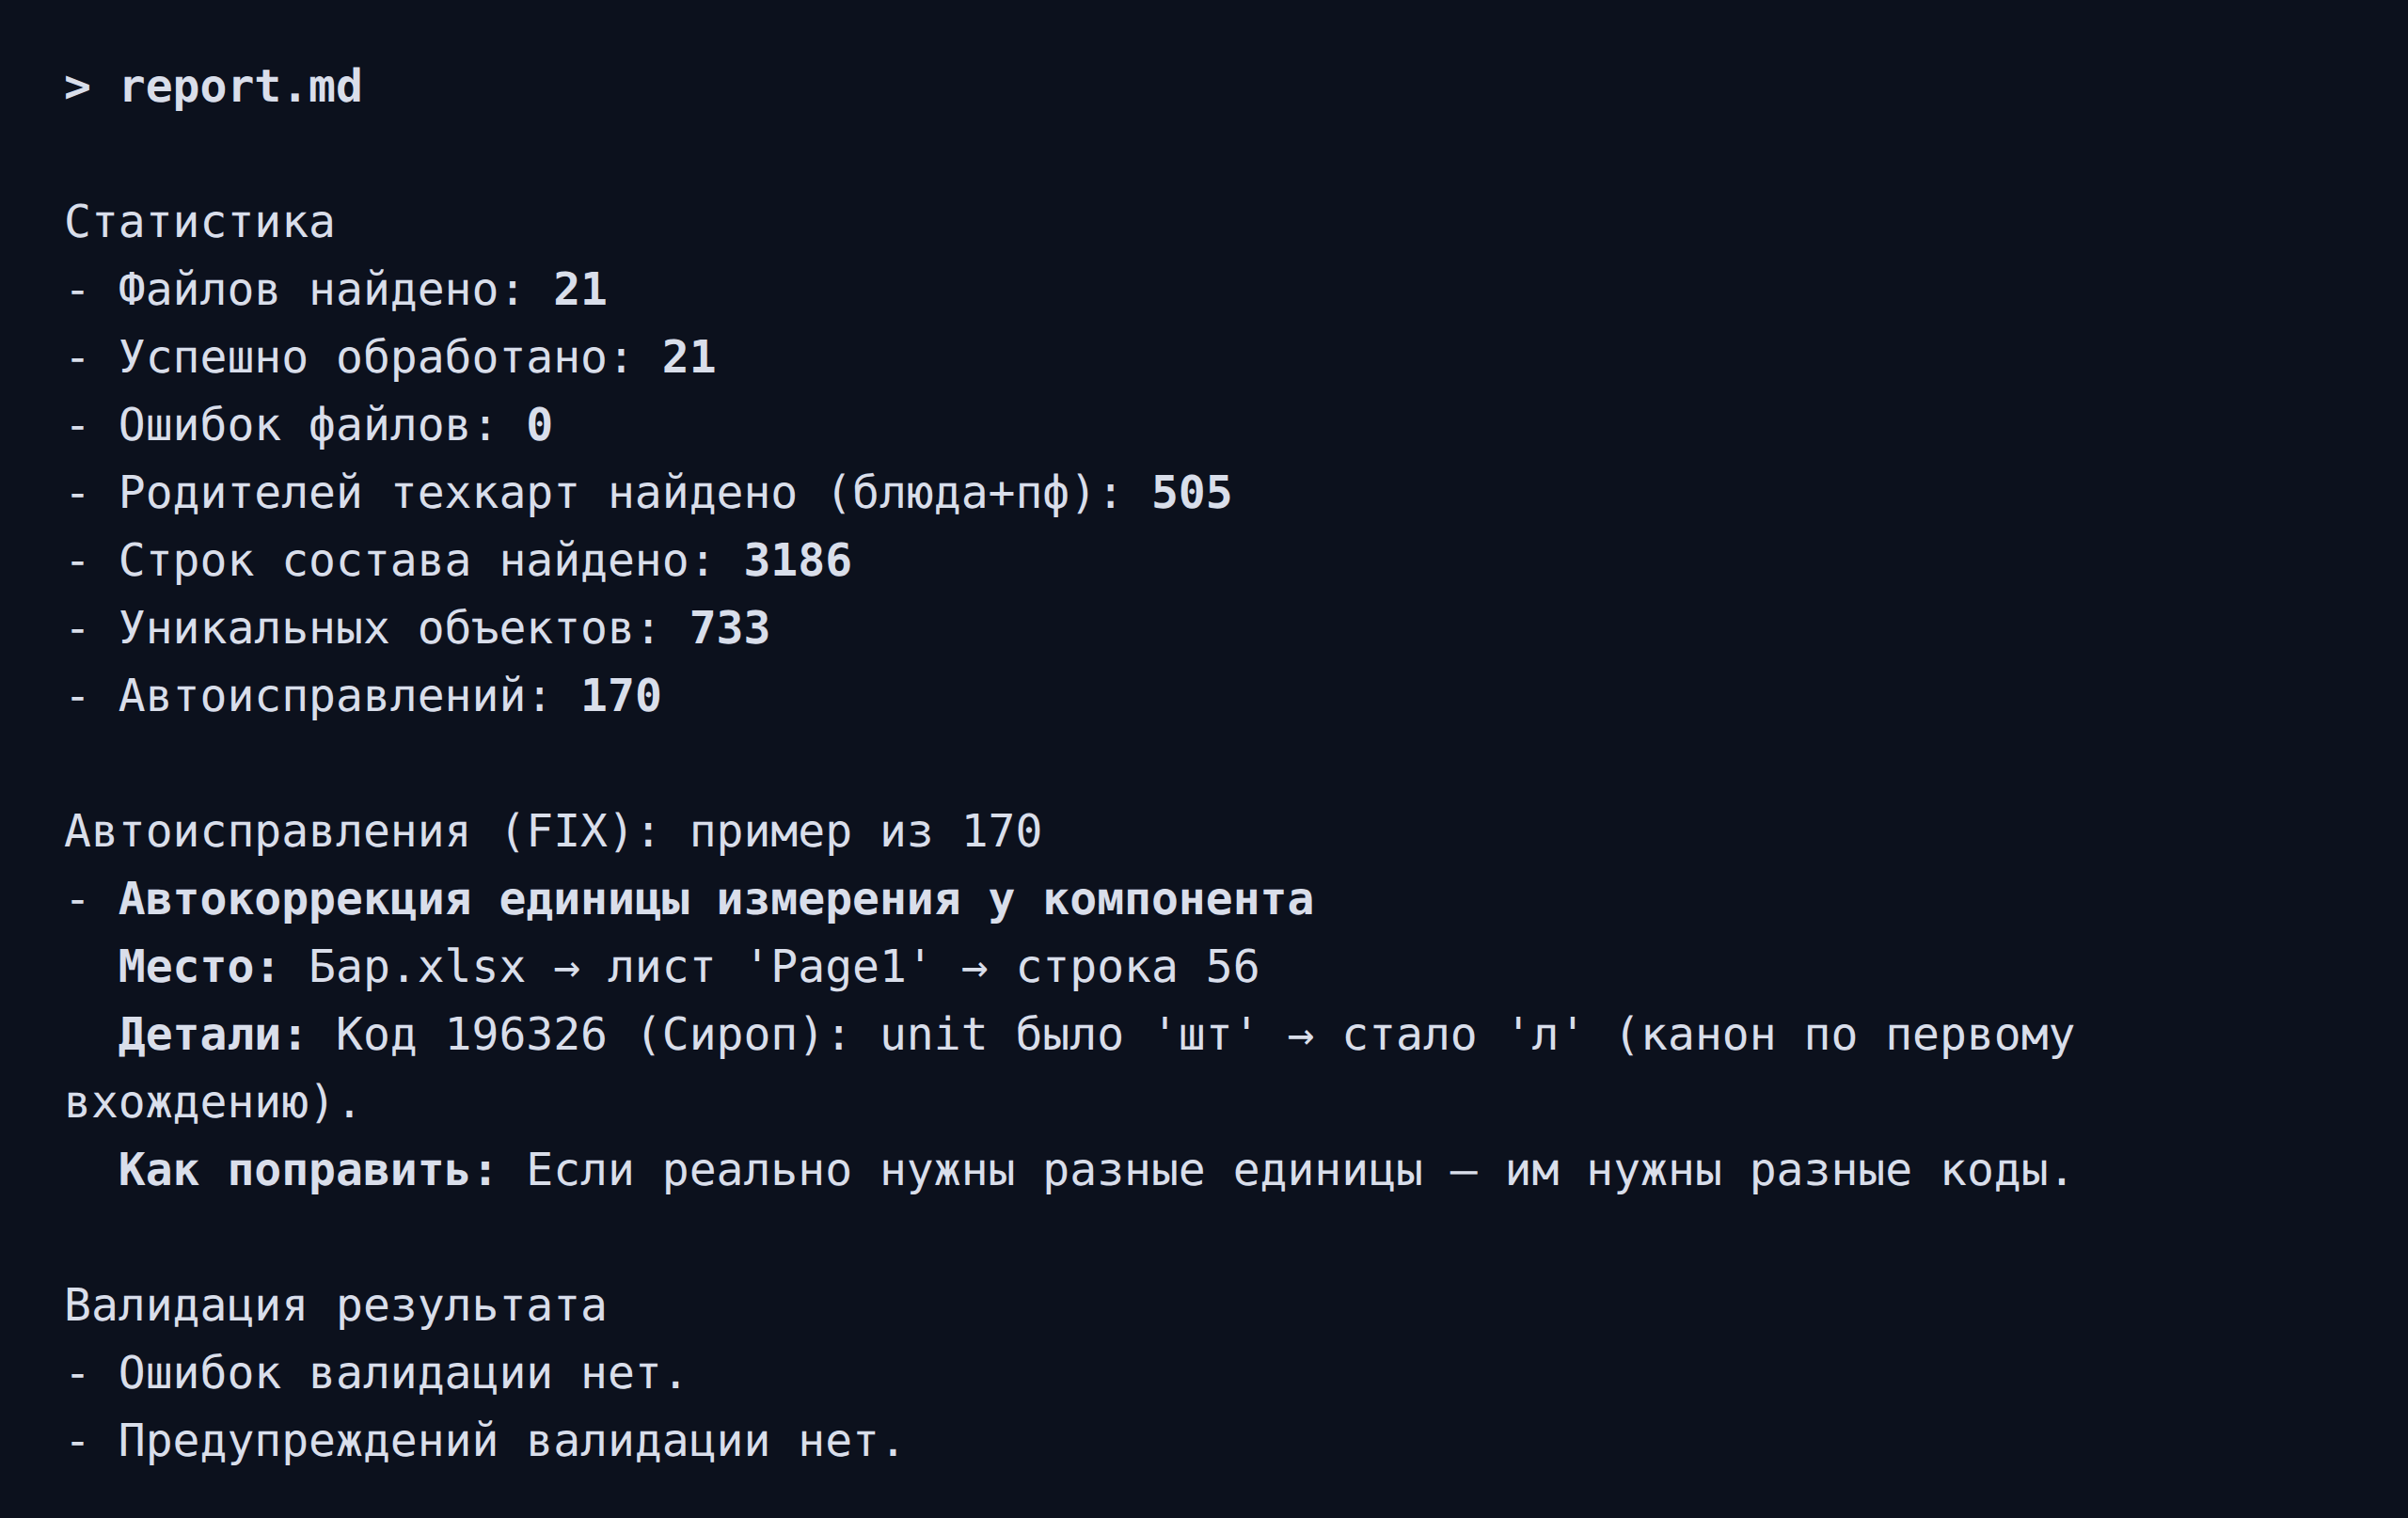 > report.md
Статистика
- Файлов найдено: 21
- Успешно обработано: 21
- Ошибок файлов: 0
- Родителей техкарт найдено (блюда+пф): 505
- Строк состава найдено: 3186
- Уникальных объектов: 733
- Автоисправлений: 170
Автоисправления (FIX): пример из 170
- Автокоррекция единицы измерения у компонента
Место: Бар.xlsx → лист 'Page1' → строка 56
Детали: Код 196326 (Сироп): unit было 'шт' → стало 'л' (канон по первому
вхождению).
Как поправить: Если реально нужны разные единицы — им нужны разные коды.
Валидация результата
- Ошибок валидации нет.
- Предупреждений валидации нет.